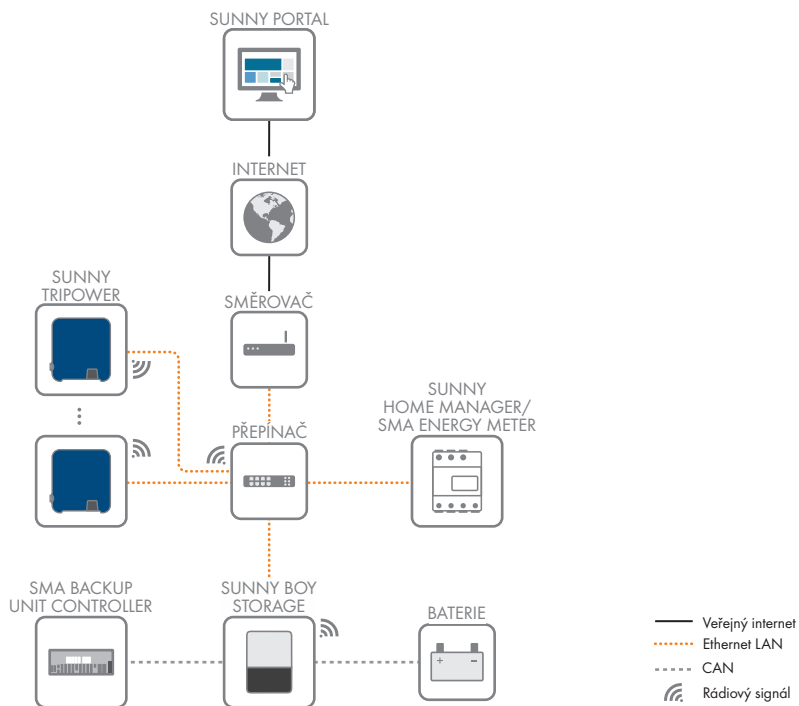 SUNNY PORTAL
INTERNET
SUNNY
TRIPOWER
SMĚROVAČ
SUNNY
HOME MANAGER/
SMA ENERGY METER
PŘEPÍNAČ
SMA BACKUP
UNIT CONTROLLER
SUNNY BOY
STORAGE
BATERIE
Veřejný internet
Ethernet LAN
CAN
Rádiový signál